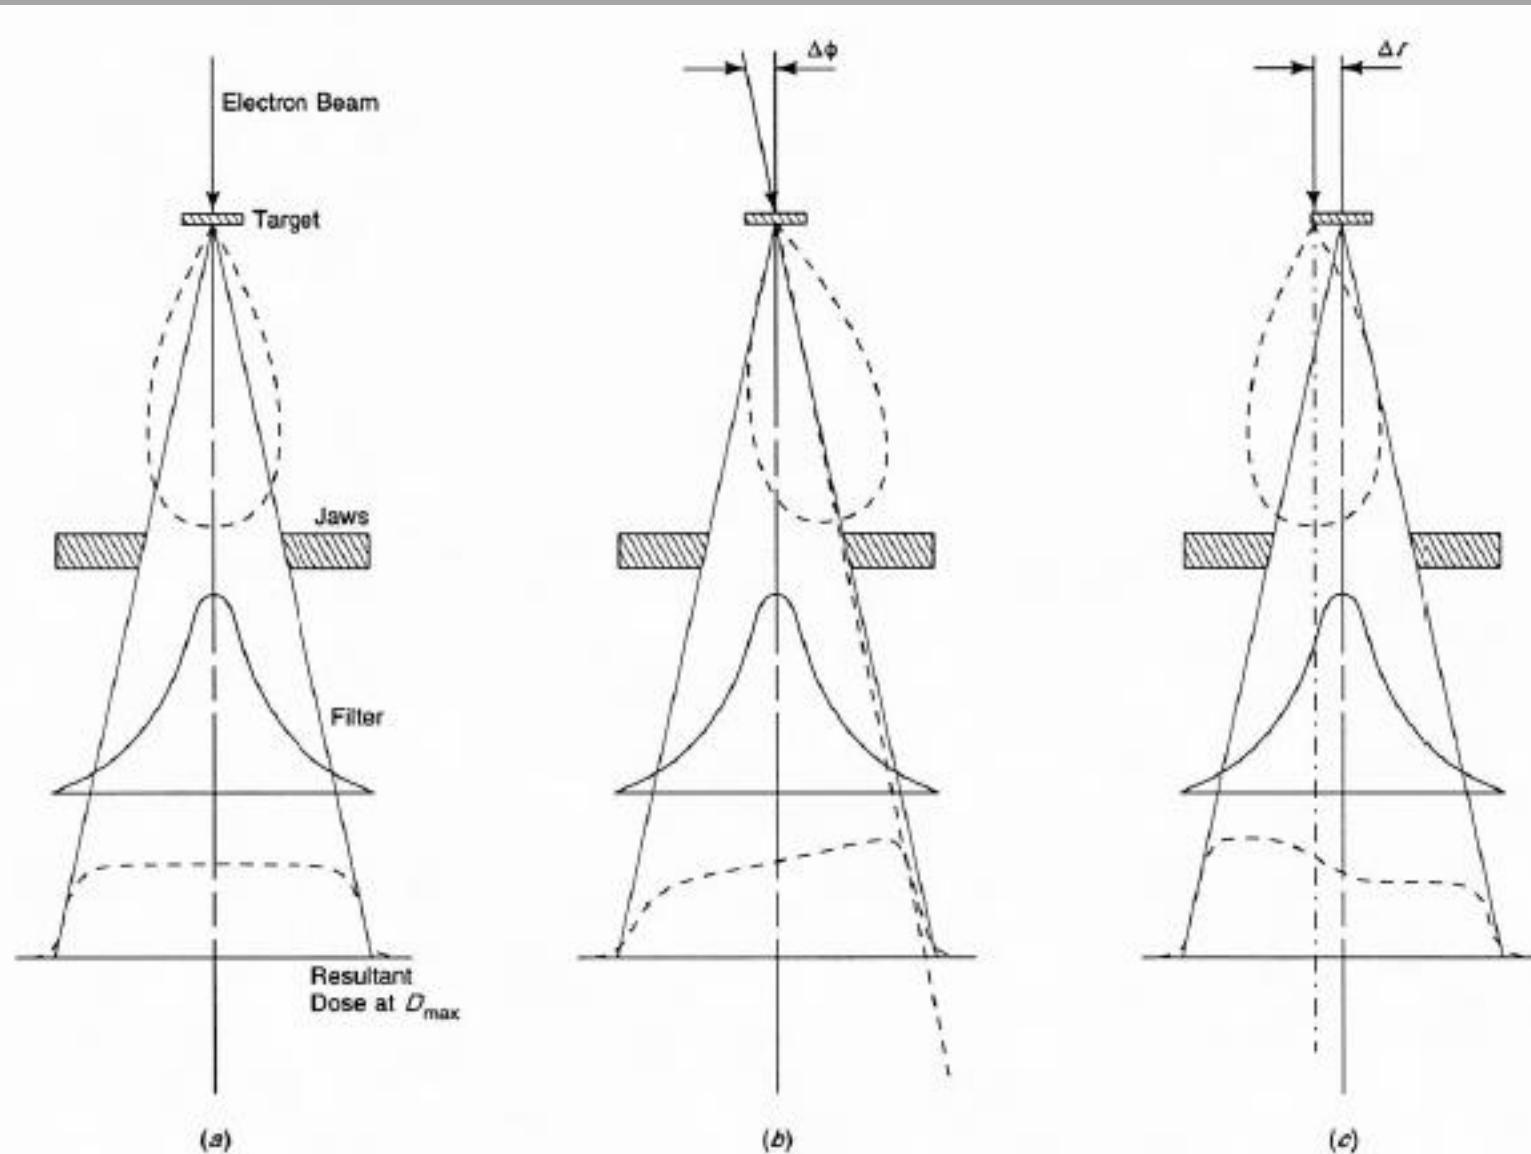 Δϕ
Δr
Electron Beam
Target
Jaws
Filter
Resultant
Dose at Dmax
(a)
(b)
(c)